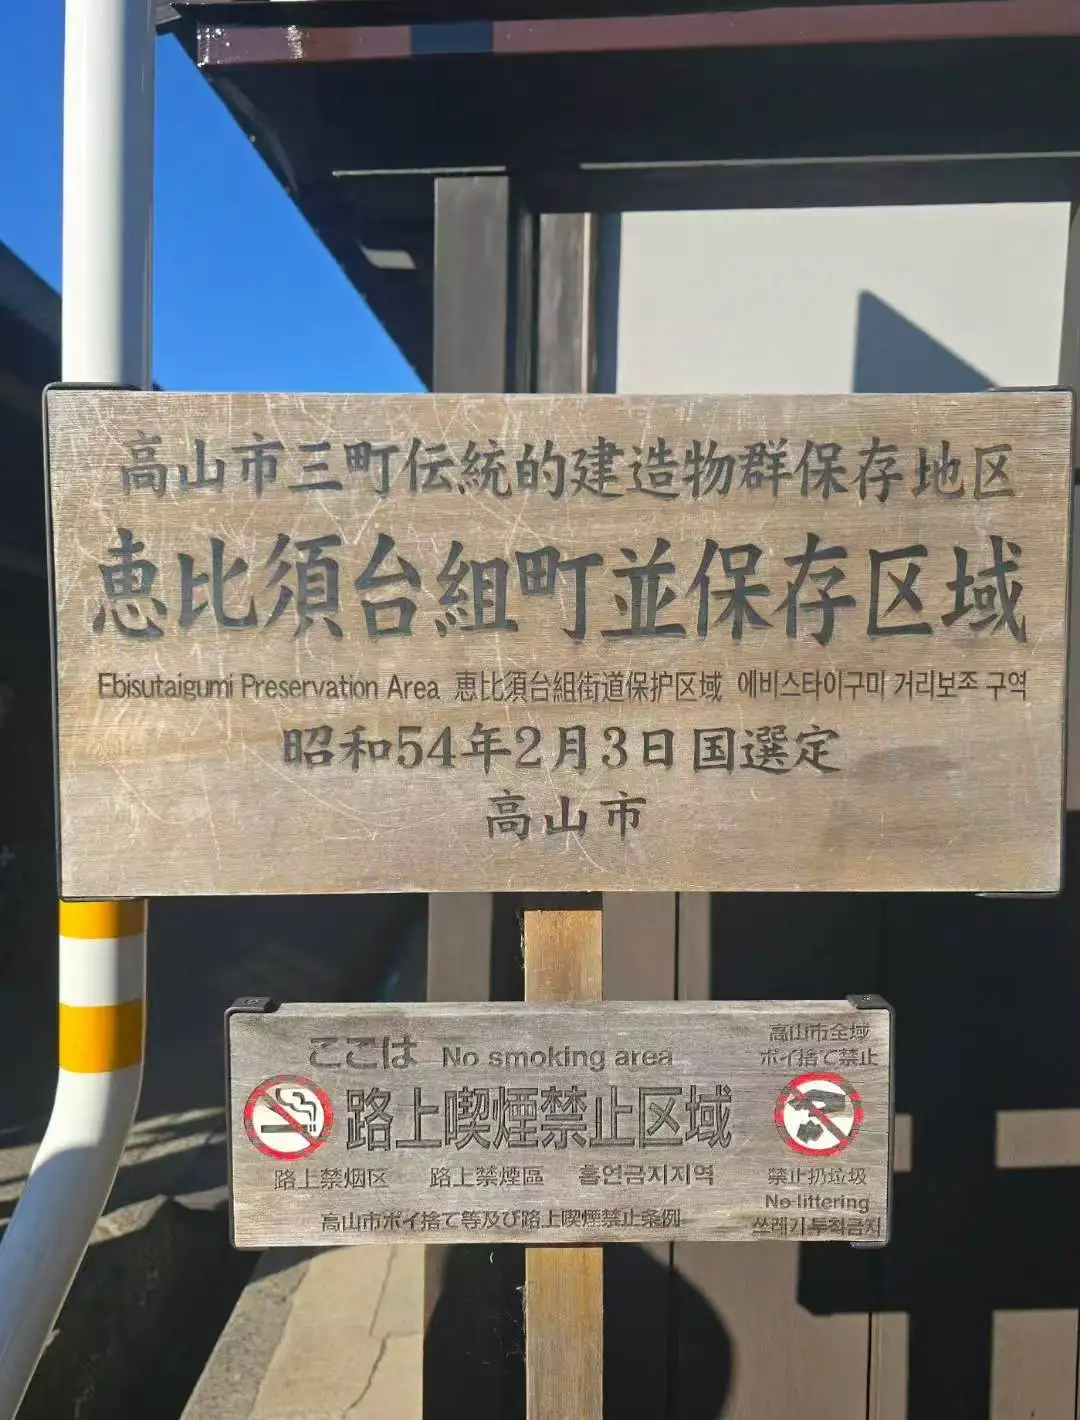 高山市三町伝統的建造物群保存地区
恵比須台組町並保存区域
Ebisutaigumi Preservation Area 恵比須台組街道保护区域 에비스타이구미 거리보조 구역
昭和54年2月3日国選定
高山市
ここは No smoking area
路上喫煙禁止区域
路上禁烟区 路上禁煙區 흡연금지지역
高山市ポイ捨て等及び路上喫煙禁止条例
高山市全域
ポイ捨て禁止
禁止扔垃圾
No littering
쓰레기 투척금지